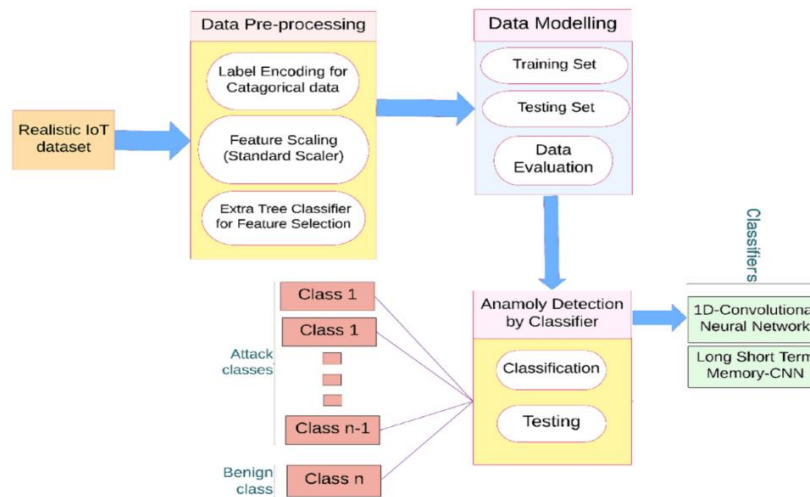 Data Pre-processing
Label Encoding for
Catagorical data
Feature Scaling
(Standard Scaler)
Extra Tree Classifier
for Feature Selection
Realistic IoT
dataset
Data Modelling
Training Set
Testing Set
Data
Evaluation
Classifiers
1D-Convolutiona
Neural Network
Long Short Term
Memory-CNN
Anamoly Detection
by Classifier
Classification
Testing
Class 1
Class 1
Attack
classes
Class n-1
Benign
class
Class n